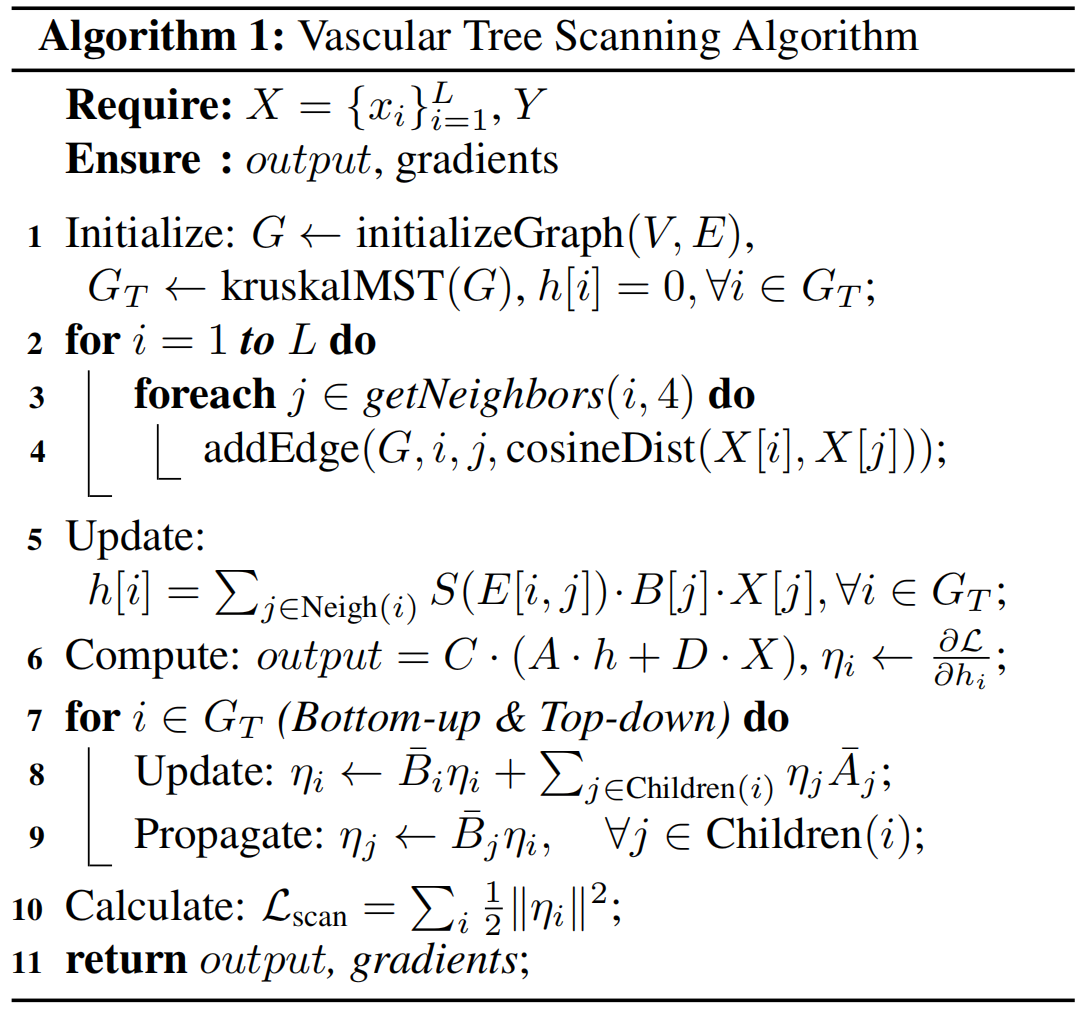 Algorithm 1: Vascular Tree Scanning Algorithm
Require: $X = \{x_i\}_{i=1}^{L}, Y$
Ensure : output, gradients
1 Initialize: $G \leftarrow \text{initializeGraph}(V, E)$,
$G_T \leftarrow \text{kruskalMST}(G), h[i] = 0, \forall i \in G_T$;
2 for $i = 1$ to $L$ do
3 foreach $j \in$ getNeighbors$(i, 4)$ do
4 addEdge$(G, i, j, \text{cosineDist}(X[i], X[j]))$;
5 Update:
$h[i] = \sum_{j \in \text{Neigh}(i)} S(E[i, j]) \cdot B[j] \cdot X[j], \forall i \in G_T$;
6 Compute: $output = C \cdot (A \cdot h + D \cdot X), \eta_i \leftarrow \frac{\partial \mathcal{L}}{\partial h_i}$;
7 for $i \in G_T$ (Bottom-up & Top-down) do
8 Update: $\eta_i \leftarrow \bar{B}_i \eta_i + \sum_{j \in \text{Children}(i)} \eta_j \bar{A}_j$;
9 Propagate: $\eta_j \leftarrow \bar{B}_j \eta_i, \quad \forall j \in \text{Children}(i)$;
10 Calculate: $\mathcal{L}_{\text{scan}} = \sum_i \frac{1}{2} \|\eta_i\|^2$;
11 return output, gradients;